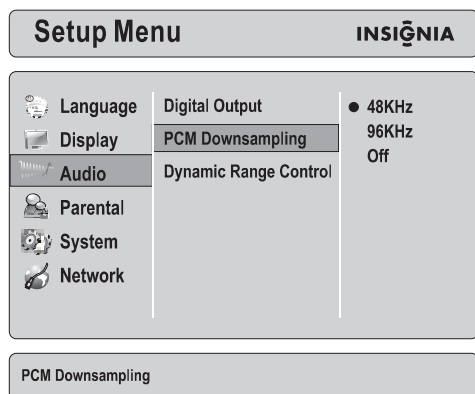 Setup Menu
INSIGNIA
Language
Display
Audio
Parental
System
Network
Digital Output
PCM Downsampling
Dynamic Range Control
48KHz
96KHz
Off
PCM Downsampling